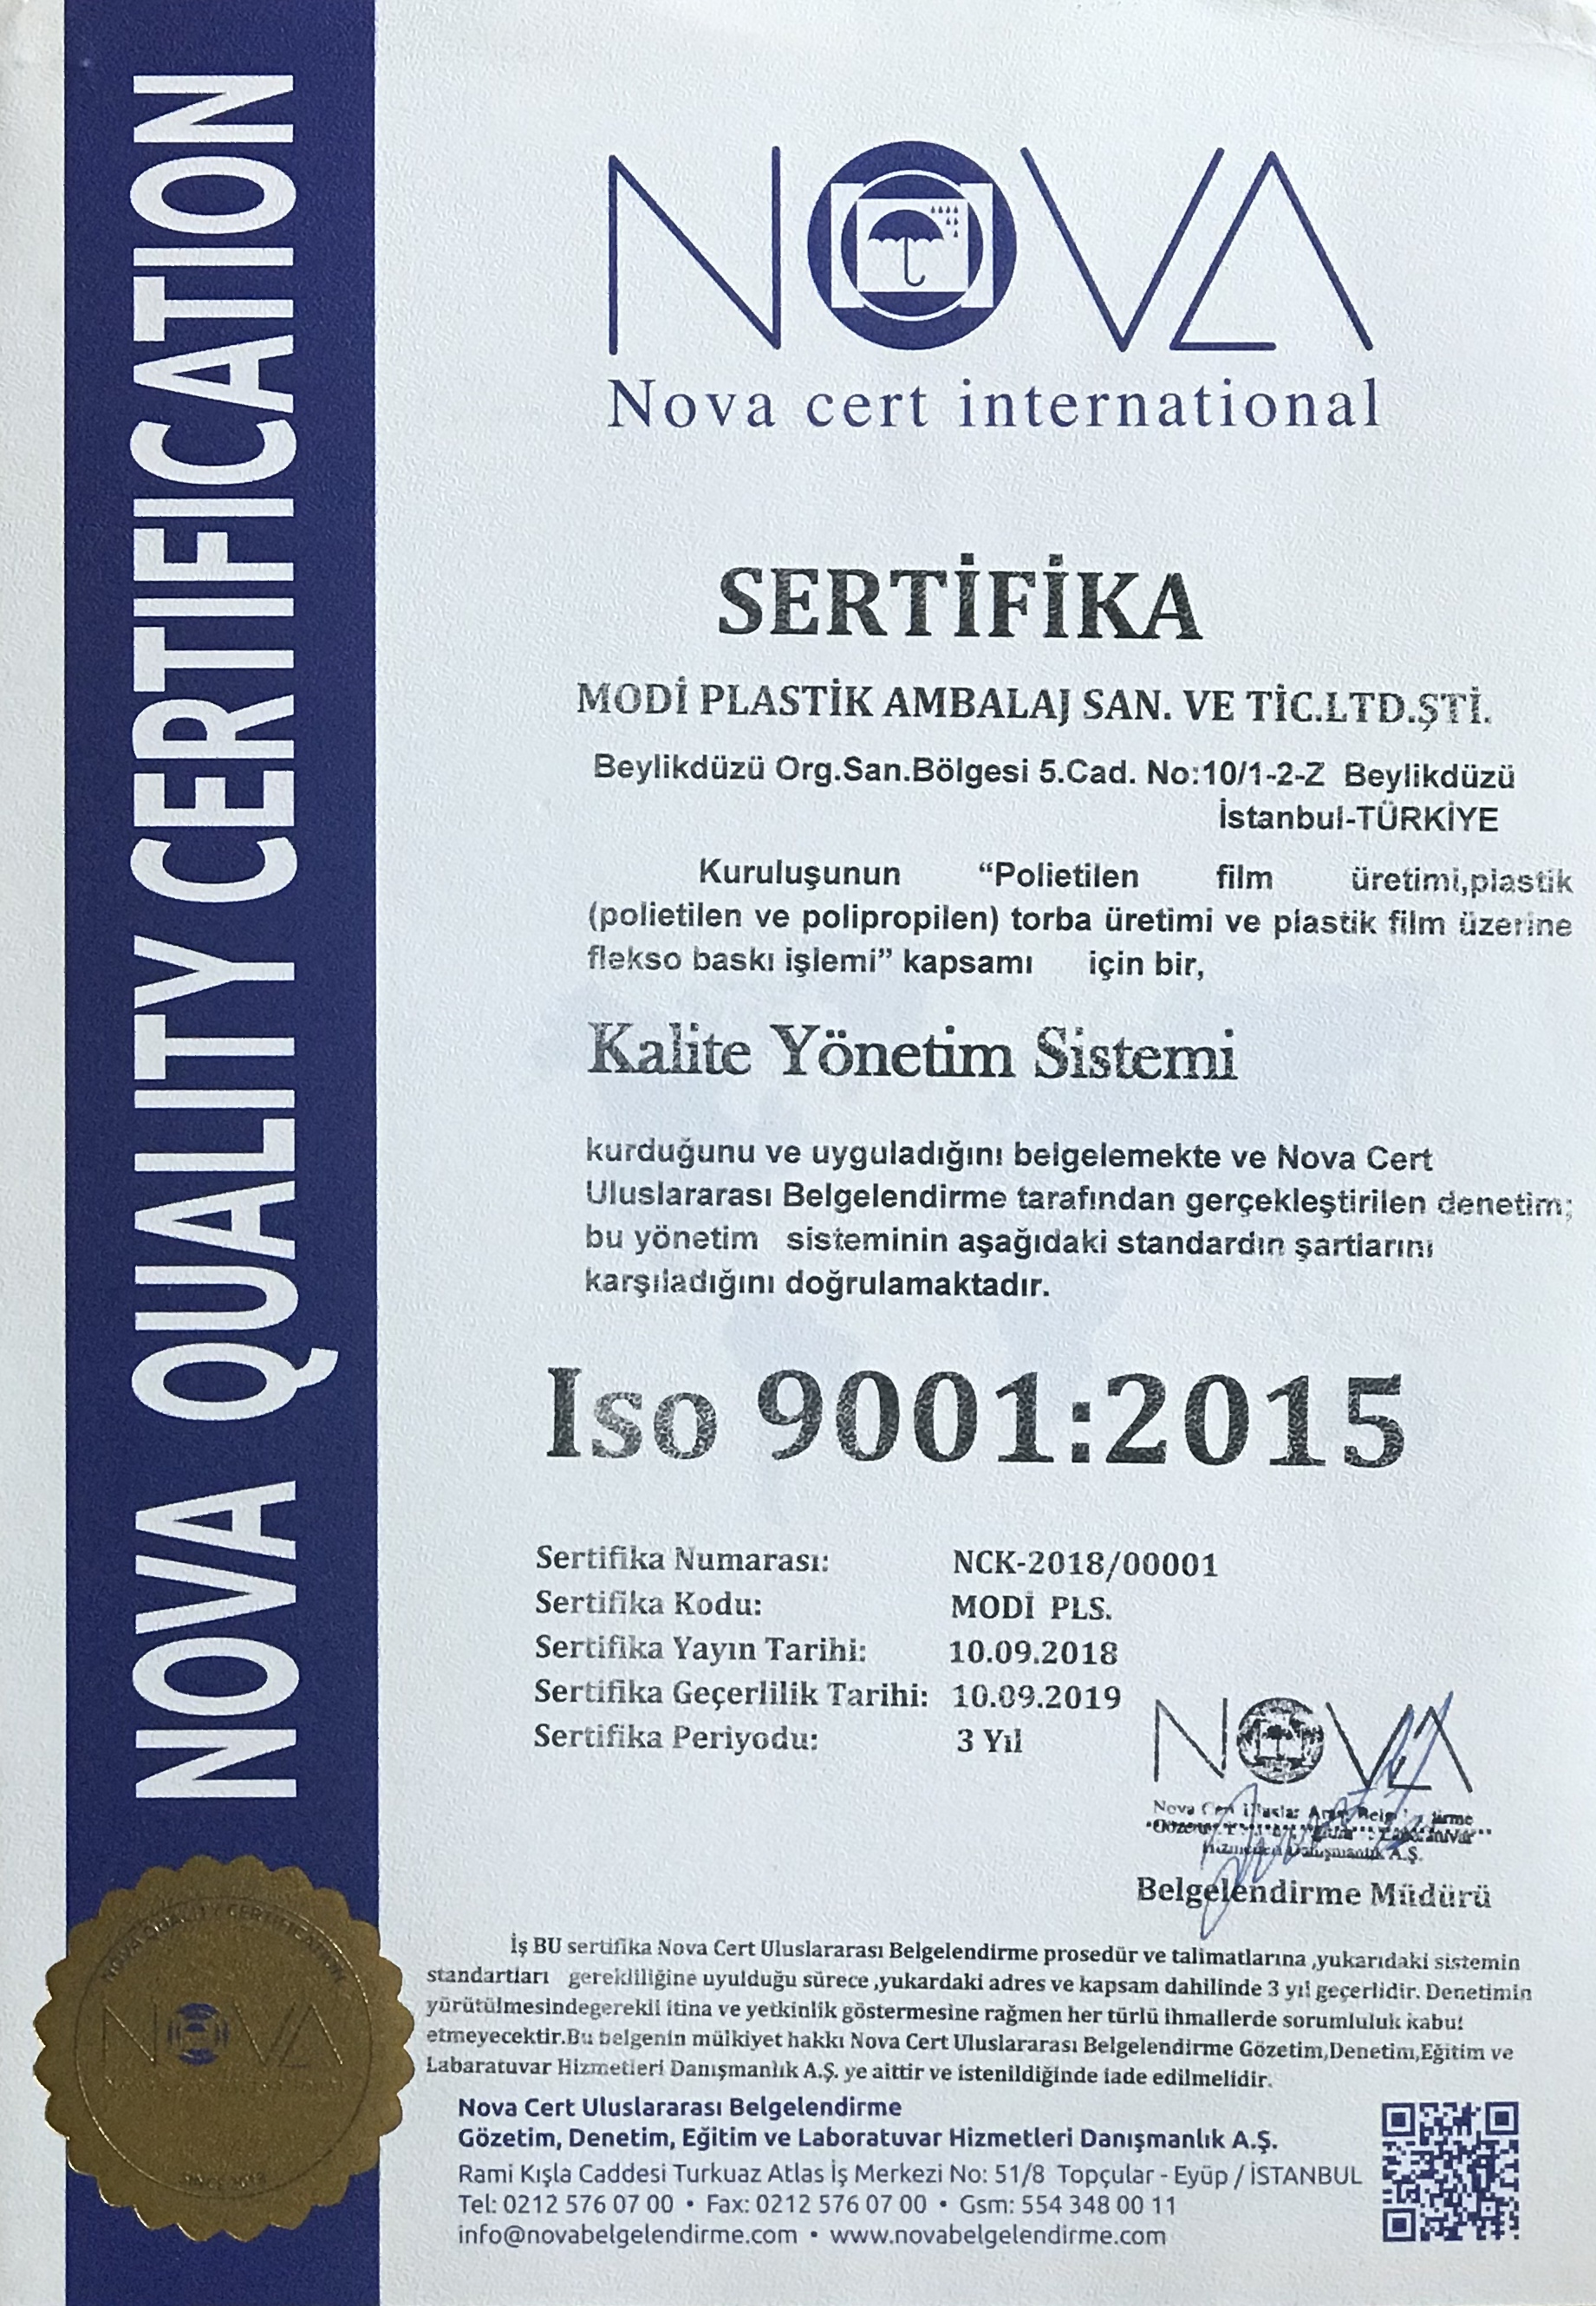 NOVA QUALITY CERTIFICATION
NOVA
Nova cert international
SERTİFİKA
MODİ PLASTİK AMBALAJ SAN. VE TİC.LTD.ŞTİ.
Beylikdüzü Org.San.Bölgesi 5.Cad. No:10/1-2-Z Beylikdüzü
İstanbul-TÜRKİYE
Kuruluşunun “Polietilen film üretimi,plastik
(polietilen ve polipropilen) torba üretimi ve plastik film üzerine
flekso baskı işlemi” kapsamı için bir,
Kalite Yönetim Sistemi
kurduğunu ve uyguladığını belgelemekte ve Nova Cert
Uluslararası Belgelendirme tarafından gerçekleştirilen denetim;
bu yönetim sisteminin aşağıdaki standardın şartlarını
karşıladığını doğrulamaktadır.
Iso 9001:2015
Sertifika Numarası: NCK-2018/00001
Sertifika Kodu: MODİ PLS.
Sertifika Yayın Tarihi: 10.09.2018
Sertifika Geçerlilik Tarihi: 10.09.2019
Sertifika Periyodu: 3 Yıl
NOVA
Nova
Danışmanlık A.Ş.
Belgelendirme Müdürü
İş BU sertifika Nova Cert Uluslararası Belgelendirme prosedür ve talimatlarına ,yukarıdaki sistemin
standartları gerekliliğine uyulduğu sürece ,yukardaki adres ve kapsam dahilinde 3 yıl geçerlidir. Denetimin
yürütülmesindegerekli itina ve yetkinlik göstermesine rağmen her türlü ihmallerde sorumluluk kabul
etmeyecektir.Bu belgenin mülkiyet hakkı Nova Cert Uluslararası Belgelendirme Gözetim,Denetim,Eğitim ve
Labaratuvar Hizmetleri Danışmanlık A.Ş. ye aittir ve istenildiğinde iade edilmelidir.
NOVA QUALITY CERTIFICATION
NOVA
SINCE 2013
Nova Cert Uluslararası Belgelendirme
Gözetim, Denetim, Eğitim ve Laboratuvar Hizmetleri Danışmanlık A.Ş.
Rami Kışla Caddesi Turkuaz Atlas İş Merkezi No: 51/8 Topçular - Eyüp / İSTANBUL
Tel: 0212 576 07 00 • Fax: 0212 576 07 00 • Gsm: 554 348 00 11
info@novabelgelendirme.com • www.novabelgelendirme.com